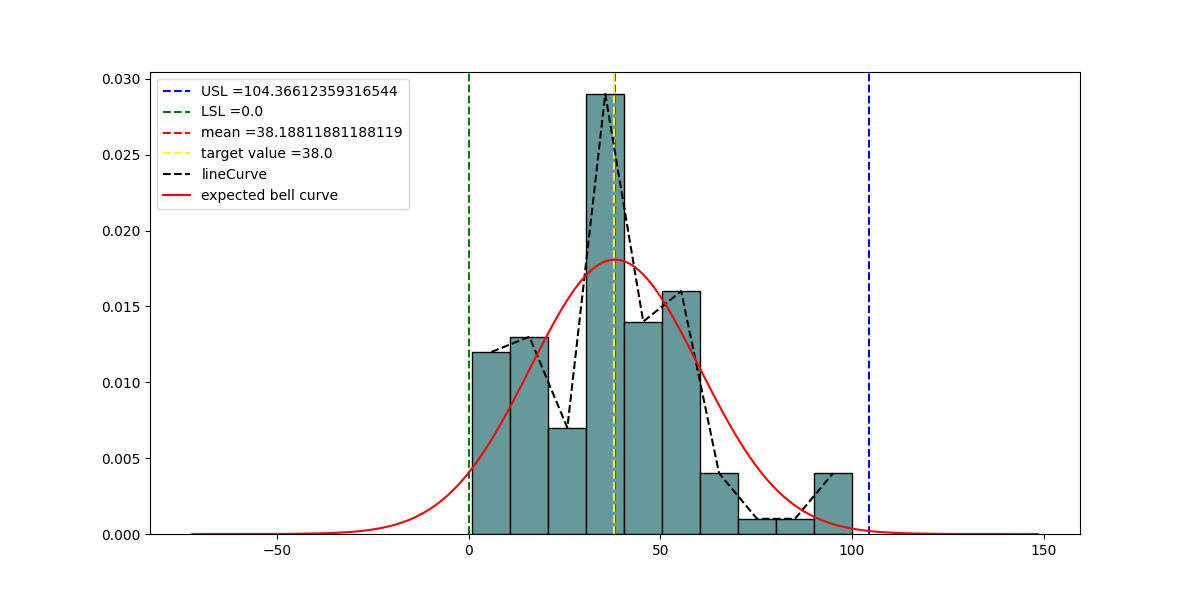 USL =104.36612359316544
LSL =0.0
mean =38.18811881188119
target value =38.0
lineCurve
expected bell curve
0.030
0.025
0.020
0.015
0.010
0.005
0.000
−50 0 50 100 150